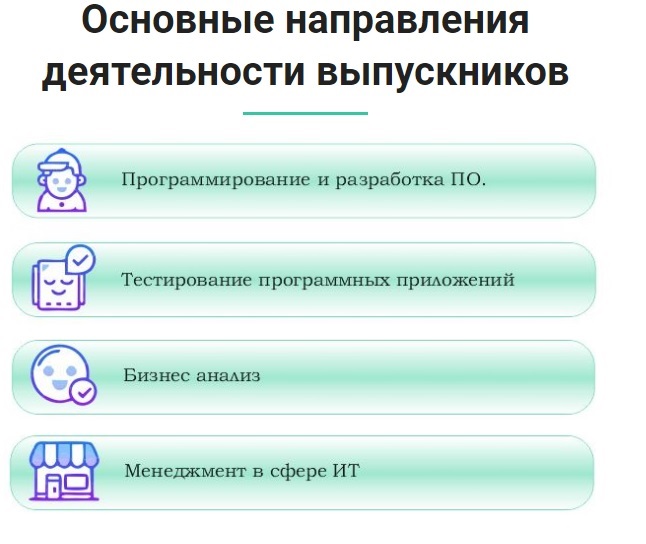 Основные направления
деятельности выпускников
Программирование и разработка ПО.
Тестирование программных приложений
Бизнес анализ
Менеджмент в сфере ИТ